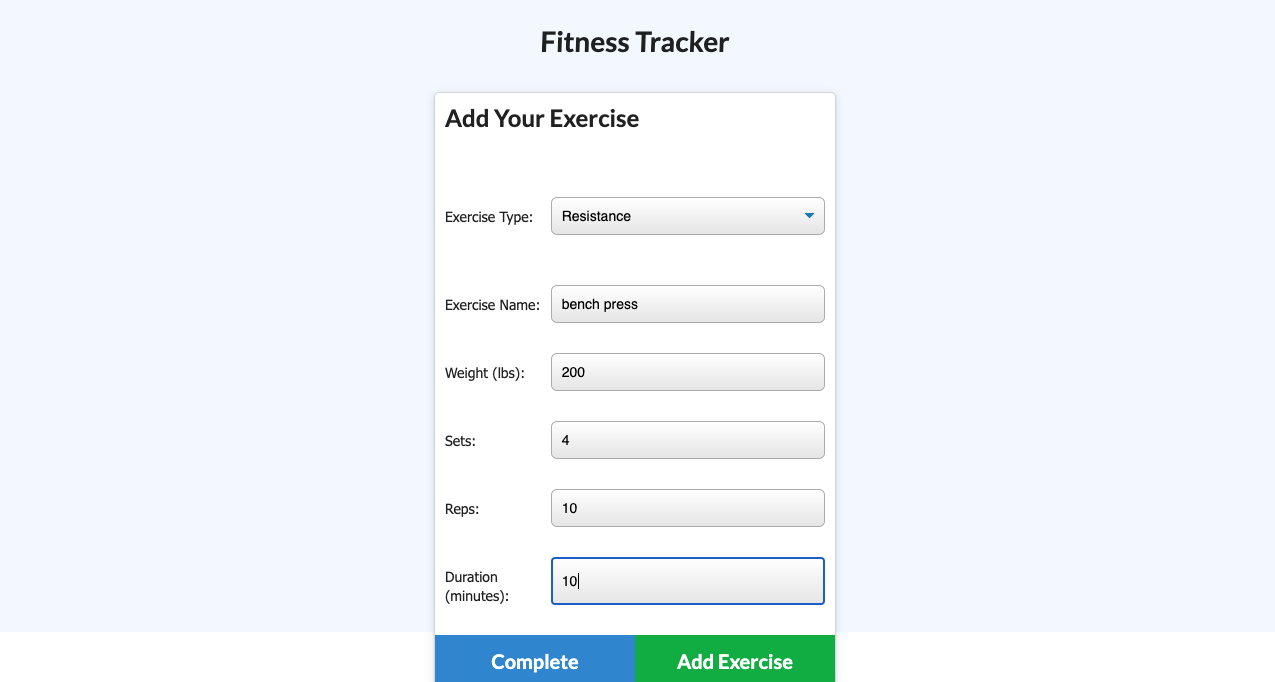 Fitness Tracker
Add Your Exercise
Exercise Type: Resistance
Exercise Name: bench press
Weight (lbs): 200
Sets: 4
Reps: 10
Duration
(minutes): 10
Complete Add Exercise